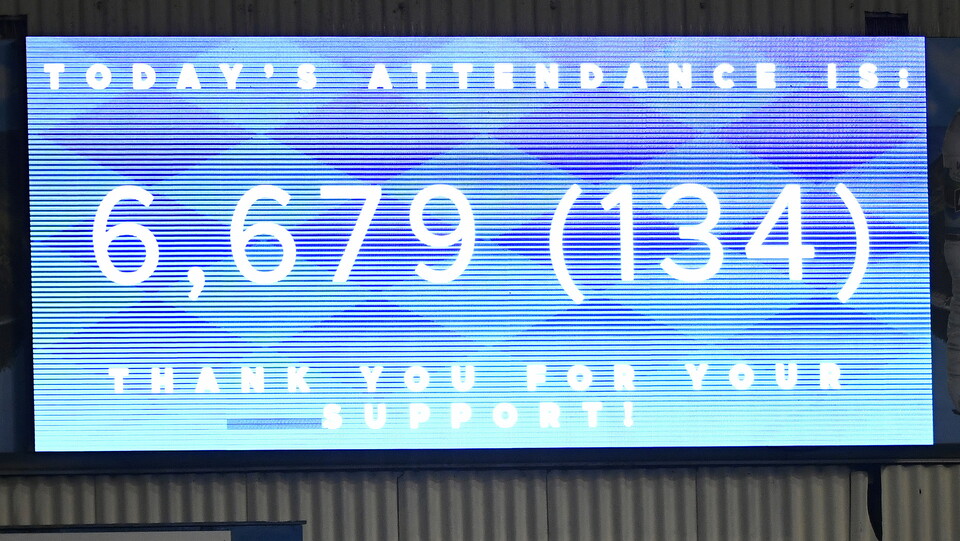 TODAY'S ATTENDANCE IS:
6,679 (134)
THANK YOU FOR YOUR
SUPPORT!